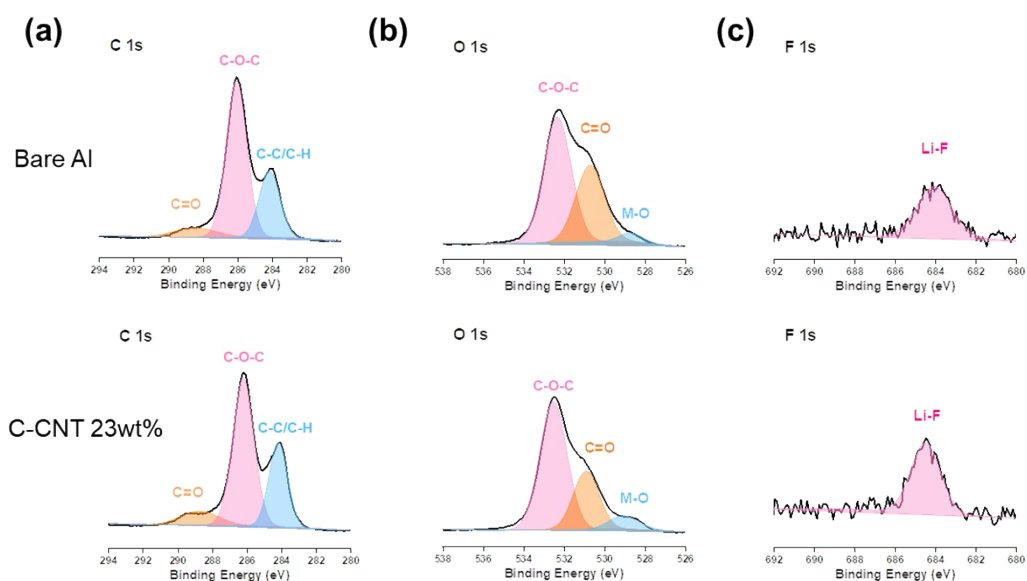 (a)
(b)
(c)
C 1s
O 1s
F 1s
Bare Al
C-O-C
C-C/C-H
C=O
294 292 290 288 286 284 282 280
Binding Energy (eV)
C-O-C
C=O
M-O
538 536 534 532 530 528 526
Binding Energy (eV)
Li-F
692 690 688 686 684 682 680
Binding Energy (eV)
C 1s
O 1s
F 1s
C-CNT 23wt%
C-O-C
C-C/C-H
C=O
294 292 290 288 286 284 282 280
Binding Energy (eV)
C-O-C
C=O
M-O
538 536 534 532 530 528 526
Binding Energy (eV)
Li-F
692 690 688 686 684 682 680
Binding Energy (eV)